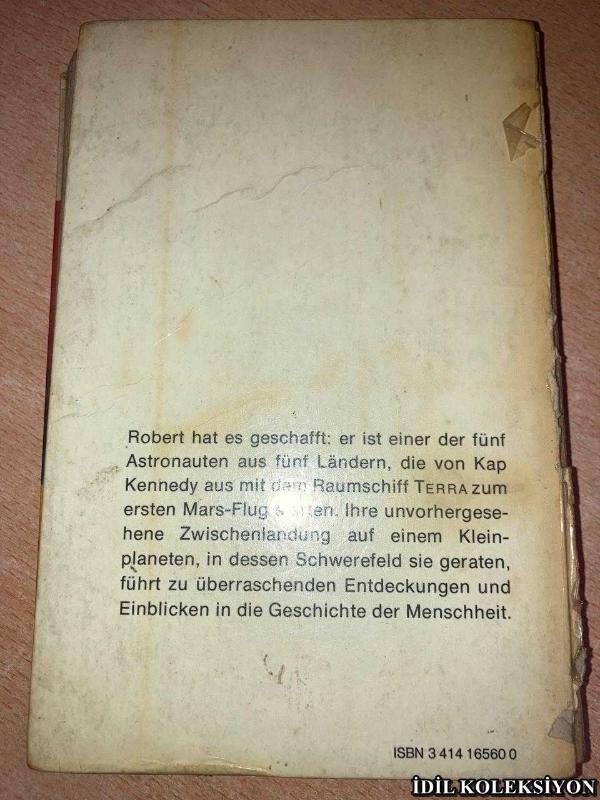 Robert hat es geschafft: er ist einer der fünf
Astronauten aus fünf Ländern, die von Kap
Kennedy aus mit dem Raumschiff TERRA zum
ersten Mars-Flug starten. Ihre unvorhergese-
hene Zwischenlandung auf einem Klein-
planeten, in dessen Schwerefeld sie geraten,
führt zu überraschenden Entdeckungen und
Einblicken in die Geschichte der Menschheit.
ISBN 3 414 16560 0
İDİL KOLEKSİYON